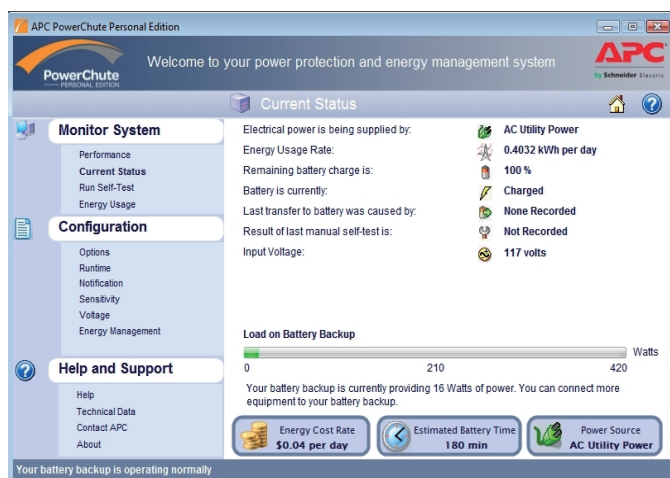 APC PowerChute Personal Edition
PowerChute
PERSONAL EDITION
Welcome to your power protection and energy management system
APC
by Schneider Electric
Current Status
Monitor System
Performance
Current Status
Run Self-Test
Energy Usage
Configuration
Options
Runtime
Notification
Sensitivity
Voltage
Energy Management
Help and Support
Help
Technical Data
Contact APC
About
Electrical power is being supplied by: AC Utility Power
Energy Usage Rate: 0.4032 kWh per day
Remaining battery charge is: 100 %
Battery is currently: Charged
Last transfer to battery was caused by: None Recorded
Result of last manual self-test is: Not Recorded
Input Voltage: 117 volts
Load on Battery Backup
Watts
0 210 420
Your battery backup is currently providing 16 Watts of power. You can connect more
equipment to your battery backup.
Energy Cost Rate
$0.04 per day
Estimated Battery Time
180 min
Power Source
AC Utility Power
Your battery backup is operating normally